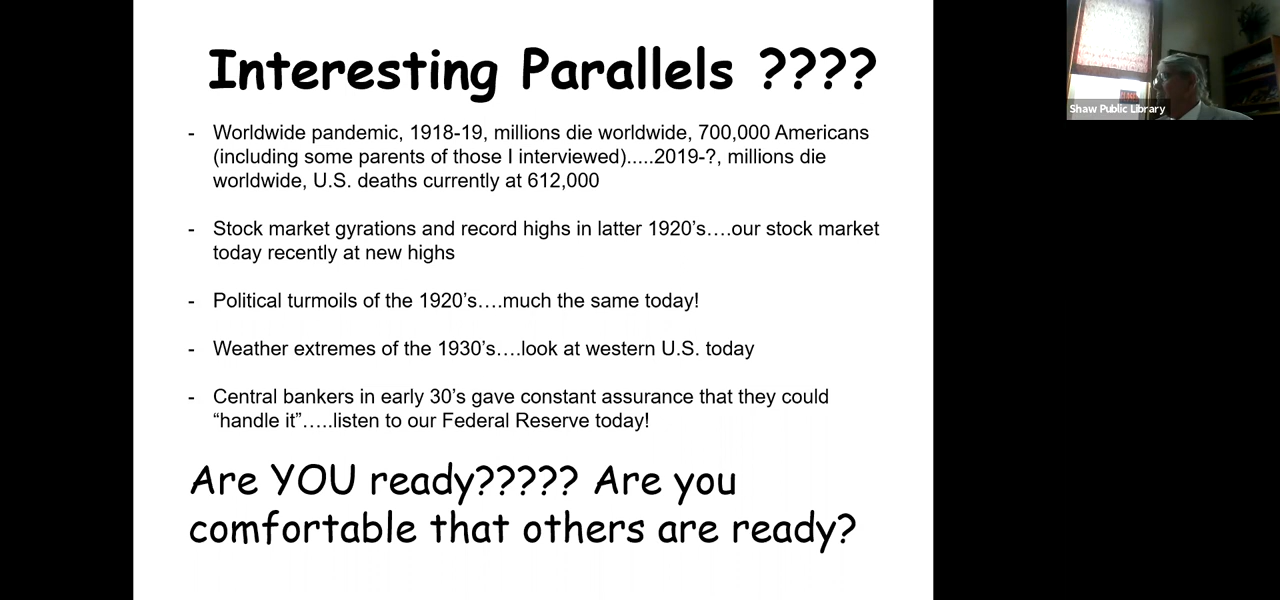 Interesting Parallels ????
- Worldwide pandemic, 1918-19, millions die worldwide, 700,000 Americans
(including some parents of those I interviewed).....2019-?, millions die
worldwide, U.S. deaths currently at 612,000
- Stock market gyrations and record highs in latter 1920’s….our stock market
today recently at new highs
- Political turmoils of the 1920’s….much the same today!
- Weather extremes of the 1930’s….look at western U.S. today
- Central bankers in early 30’s gave constant assurance that they could
“handle it”…..listen to our Federal Reserve today!
Are YOU ready????? Are you
comfortable that others are ready?
Shaw Public Library